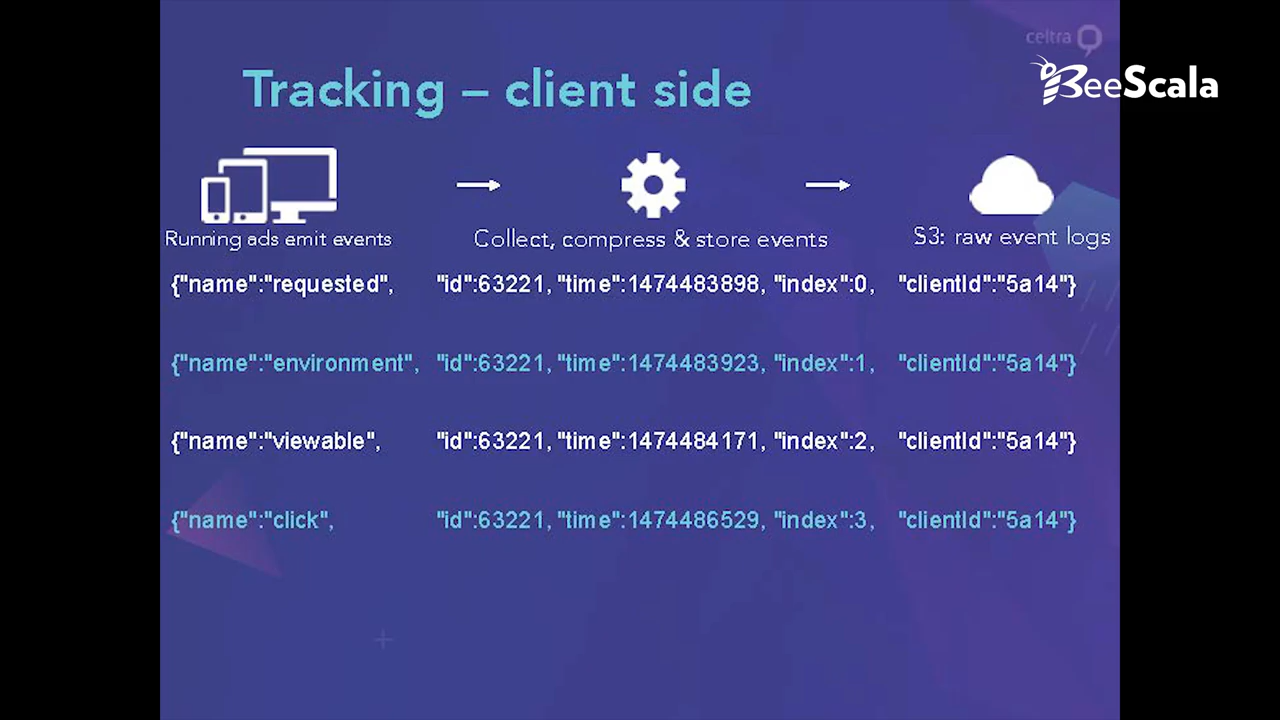 celtra
BeeScala
Tracking – client side
Running ads emit events
Collect, compress & store events
S3: raw event logs
{"name":"requested", "id":63221, "time":1474483898, "index":0, "clientId":"5a14"}
{"name":"environment", "id":63221, "time":1474483923, "index":1, "clientId":"5a14"}
{"name":"viewable", "id":63221, "time":1474484171, "index":2, "clientId":"5a14"}
{"name":"click", "id":63221, "time":1474486529, "index":3, "clientId":"5a14"}